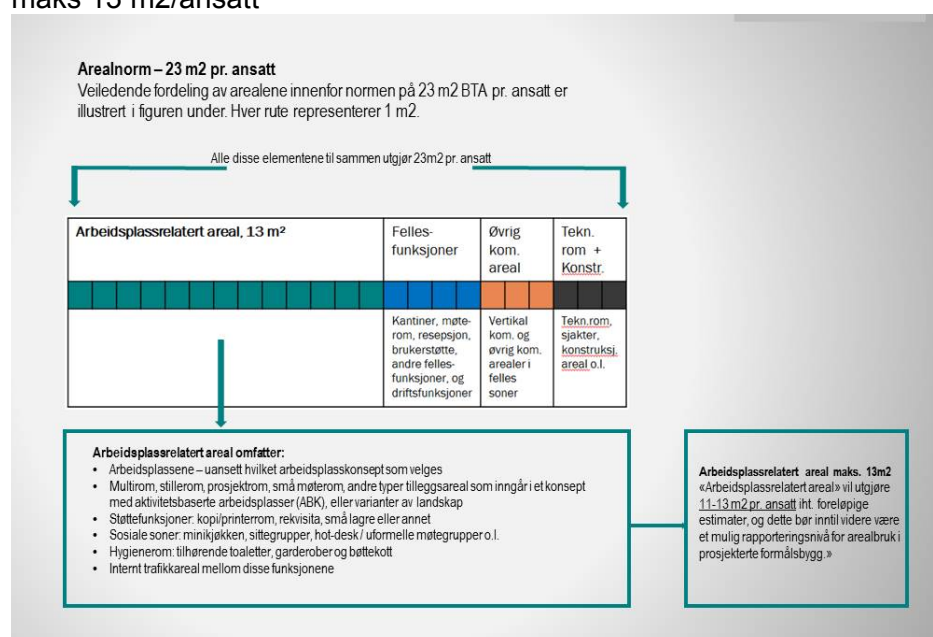 maks 13 m2/ansatt
Arealnorm – 23 m2 pr. ansatt
Veiledende fordeling av arealene innenfor normen på 23 m2 BTA pr. ansatt er
illustrert i figuren under. Hver rute representerer 1 m2.
Alle disse elementene til sammen utgjør 23m2 pr. ansatt
Arbeidsplassrelatert areal, 13 m²
Felles-
funksjoner
Øvrig
kom.
areal
Tekn.
rom +
Konstr.
Kantiner, møte-
rom, resepsjon,
brukerstøtte,
andre felles-
funksjoner, og
driftsfunksjoner
Vertikal
kom. og
øvrig kom.
arealer i
felles
soner
Tekn.rom,
sjakter,
konstruksj.
areal o.l.
Arbeidsplassrelatert areal omfatter:
• Arbeidsplassene – uansett hvilket arbeidsplasskonsept som velges
• Multirom, stillerom, prosjektrom, små møterom, andre typer tilleggsareal som inngår i et konsept
med aktivitetsbaserte arbeidsplasser (ABK), eller varianter av landskap
• Støttefunksjoner: kopi/printerrom, rekvisita, små lagre eller annet
• Sosiale soner: minikjøkken, sittegrupper, hot-desk / uformelle møtegrupper o.l.
• Hygienerom: tilhørende toaletter, garderober og bøttekott
• Internt trafikkareal mellom disse funksjonene
Arbeidsplassrelatert areal maks. 13m2
«Arbeidsplassrelatert areal» vil utgjøre
11-13 m2 pr. ansatt iht. foreløpige
estimater, og dette bør inntil videre være
et mulig rapporteringsnivå for arealbruk i
prosjekterte formålsbygg.»